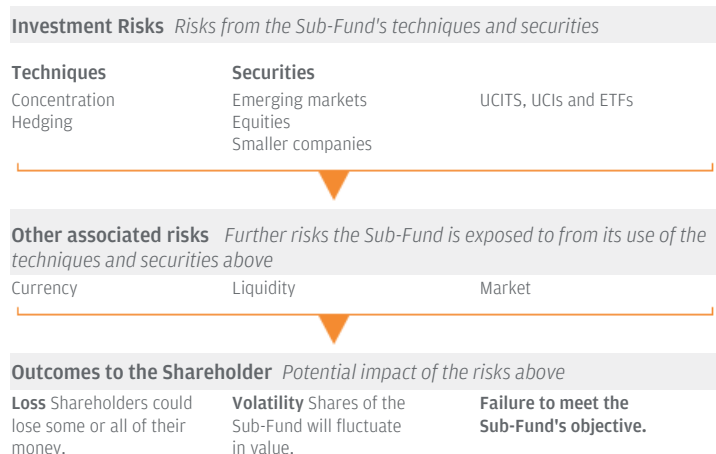 Investment Risks Risks from the Sub-Fund's techniques and securities
Techniques
Concentration
Hedging
Securities
Emerging markets
Equities
Smaller companies
UCITS, UCIs and ETFs
Other associated risks Further risks the Sub-Fund is exposed to from its use of the
techniques and securities above
Currency
Liquidity
Market
Outcomes to the Shareholder Potential impact of the risks above
Loss Shareholders could
lose some or all of their
money.
Volatility Shares of the
Sub-Fund will fluctuate
in value.
Failure to meet the
Sub-Fund's objective.